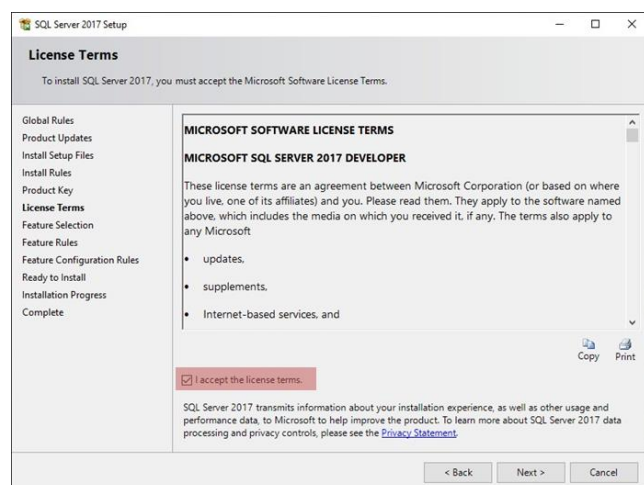 SQL Server 2017 Setup
License Terms
To install SQL Server 2017, you must accept the Microsoft Software License Terms.
Global Rules
Product Updates
Install Setup Files
Install Rules
Product Key
License Terms
Feature Selection
Feature Rules
Feature Configuration Rules
Ready to Install
Installation Progress
Complete
MICROSOFT SOFTWARE LICENSE TERMS
MICROSOFT SQL SERVER 2017 DEVELOPER
These license terms are an agreement between Microsoft Corporation (or based on where
you live, one of its affiliates) and you. Please read them. They apply to the software named
above, which includes the media on which you received it, if any. The terms also apply to
any Microsoft
• updates,
• supplements,
• Internet-based services, and
Copy Print
I accept the license terms.
SQL Server 2017 transmits information about your installation experience, as well as other usage and
performance data, to Microsoft to help improve the product. To learn more about SQL Server 2017 data
processing and privacy controls, please see the Privacy Statement.
< Back Next > Cancel